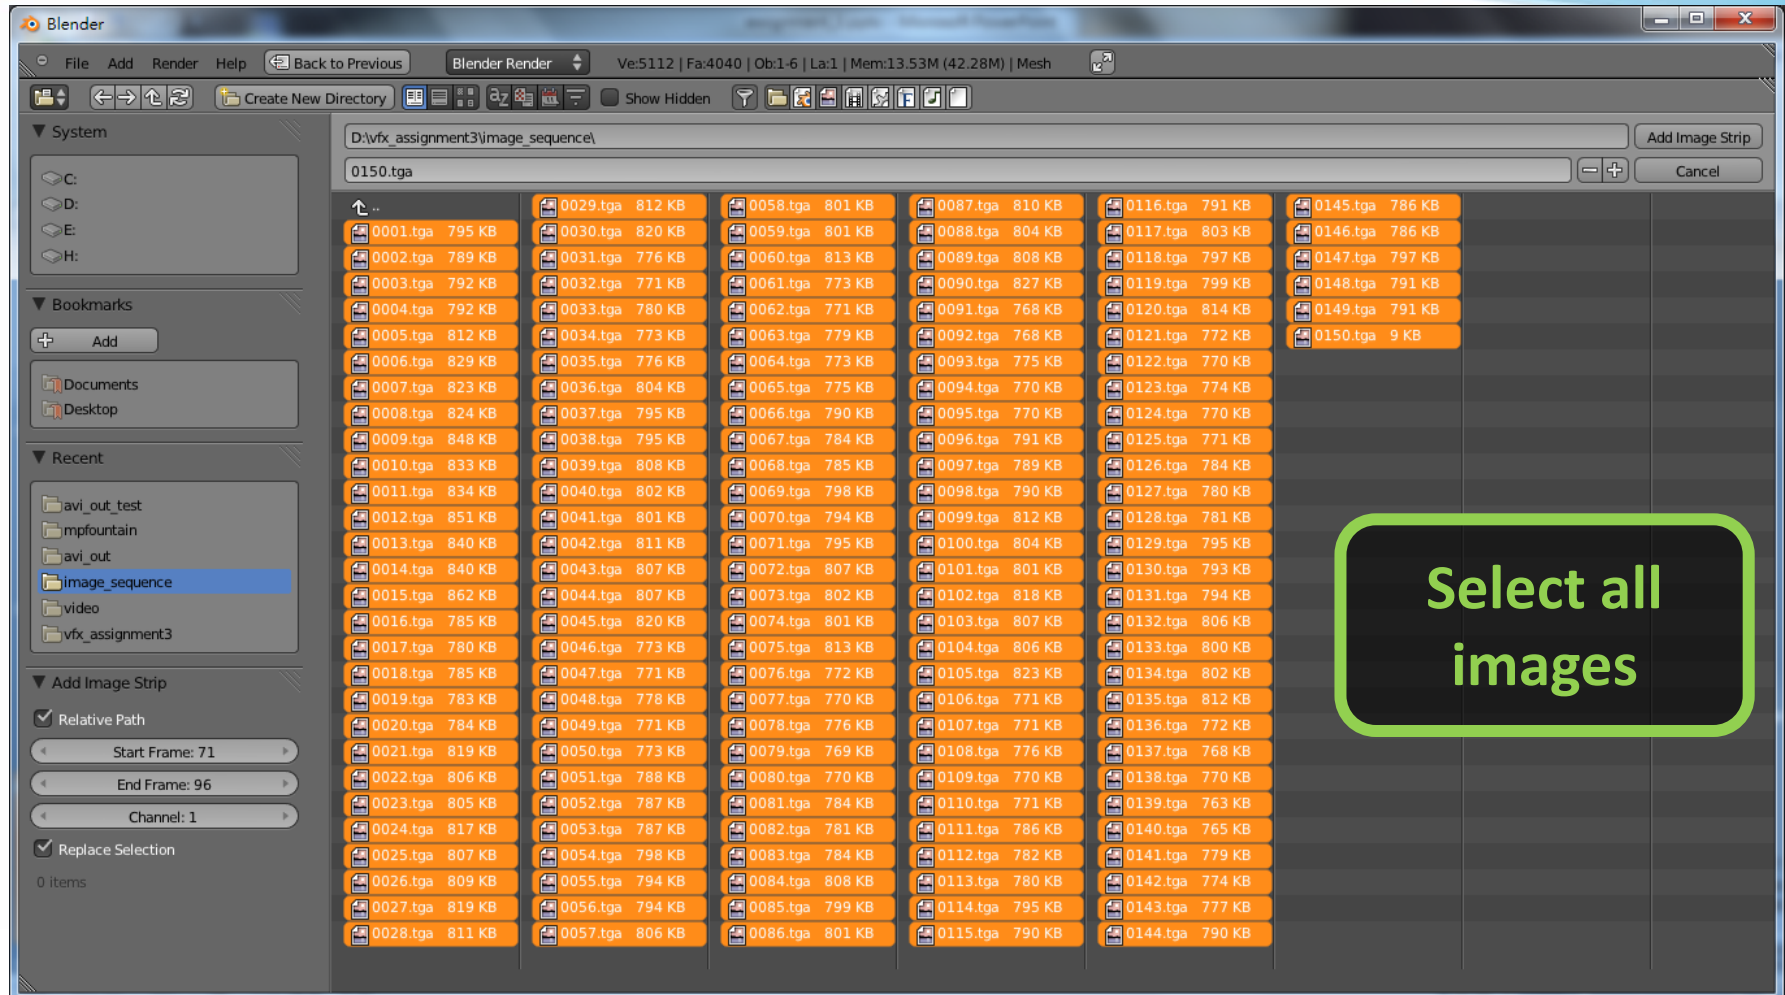 Blender
File Add Render Help Back to Previous Blender Render Ve:5112 | Fa:4040 | Ob:1-6 | La:1 | Mem:13.53M (42.28M) | Mesh
Create New Directory Show Hidden
System
C:
D:
E:
H:
Bookmarks
Add
Documents
Desktop
Recent
avi_out_test
mpfountain
avi_out
image_sequence
video
vfx_assignment3
Add Image Strip
Relative Path
Start Frame: 71
End Frame: 96
Channel: 1
Replace Selection
0 items
D:\vfx_assignment3\image_sequence\ Add Image Strip
0150.tga Cancel
..
0001.tga 795 KB
0002.tga 789 KB
0003.tga 792 KB
0004.tga 792 KB
0005.tga 812 KB
0006.tga 829 KB
0007.tga 823 KB
0008.tga 824 KB
0009.tga 848 KB
0010.tga 833 KB
0011.tga 834 KB
0012.tga 851 KB
0013.tga 840 KB
0014.tga 840 KB
0015.tga 862 KB
0016.tga 785 KB
0017.tga 780 KB
0018.tga 785 KB
0019.tga 783 KB
0020.tga 784 KB
0021.tga 819 KB
0022.tga 806 KB
0023.tga 805 KB
0024.tga 817 KB
0025.tga 807 KB
0026.tga 809 KB
0027.tga 819 KB
0028.tga 811 KB
0029.tga 812 KB
0030.tga 820 KB
0031.tga 776 KB
0032.tga 771 KB
0033.tga 780 KB
0034.tga 773 KB
0035.tga 776 KB
0036.tga 804 KB
0037.tga 795 KB
0038.tga 795 KB
0039.tga 808 KB
0040.tga 802 KB
0041.tga 801 KB
0042.tga 811 KB
0043.tga 807 KB
0044.tga 807 KB
0045.tga 820 KB
0046.tga 773 KB
0047.tga 771 KB
0048.tga 778 KB
0049.tga 771 KB
0050.tga 773 KB
0051.tga 788 KB
0052.tga 787 KB
0053.tga 787 KB
0054.tga 798 KB
0055.tga 794 KB
0056.tga 794 KB
0057.tga 806 KB
0058.tga 801 KB
0059.tga 801 KB
0060.tga 813 KB
0061.tga 773 KB
0062.tga 771 KB
0063.tga 779 KB
0064.tga 773 KB
0065.tga 775 KB
0066.tga 790 KB
0067.tga 784 KB
0068.tga 785 KB
0069.tga 798 KB
0070.tga 794 KB
0071.tga 795 KB
0072.tga 807 KB
0073.tga 802 KB
0074.tga 801 KB
0075.tga 813 KB
0076.tga 772 KB
0077.tga 770 KB
0078.tga 776 KB
0079.tga 769 KB
0080.tga 770 KB
0081.tga 784 KB
0082.tga 781 KB
0083.tga 784 KB
0084.tga 808 KB
0085.tga 799 KB
0086.tga 801 KB
0087.tga 810 KB
0088.tga 804 KB
0089.tga 808 KB
0090.tga 827 KB
0091.tga 768 KB
0092.tga 768 KB
0093.tga 775 KB
0094.tga 770 KB
0095.tga 770 KB
0096.tga 791 KB
0097.tga 789 KB
0098.tga 790 KB
0099.tga 812 KB
0100.tga 804 KB
0101.tga 801 KB
0102.tga 818 KB
0103.tga 807 KB
0104.tga 806 KB
0105.tga 823 KB
0106.tga 771 KB
0107.tga 771 KB
0108.tga 776 KB
0109.tga 770 KB
0110.tga 771 KB
0111.tga 786 KB
0112.tga 782 KB
0113.tga 780 KB
0114.tga 795 KB
0115.tga 790 KB
0116.tga 791 KB
0117.tga 803 KB
0118.tga 797 KB
0119.tga 799 KB
0120.tga 814 KB
0121.tga 772 KB
0122.tga 770 KB
0123.tga 774 KB
0124.tga 770 KB
0125.tga 771 KB
0126.tga 784 KB
0127.tga 780 KB
0128.tga 781 KB
0129.tga 795 KB
0130.tga 793 KB
0131.tga 794 KB
0132.tga 806 KB
0133.tga 800 KB
0134.tga 802 KB
0135.tga 812 KB
0136.tga 772 KB
0137.tga 768 KB
0138.tga 770 KB
0139.tga 763 KB
0140.tga 765 KB
0141.tga 779 KB
0142.tga 774 KB
0143.tga 777 KB
0144.tga 790 KB
0145.tga 786 KB
0146.tga 786 KB
0147.tga 797 KB
0148.tga 791 KB
0149.tga 791 KB
0150.tga 9 KB
Select all
images